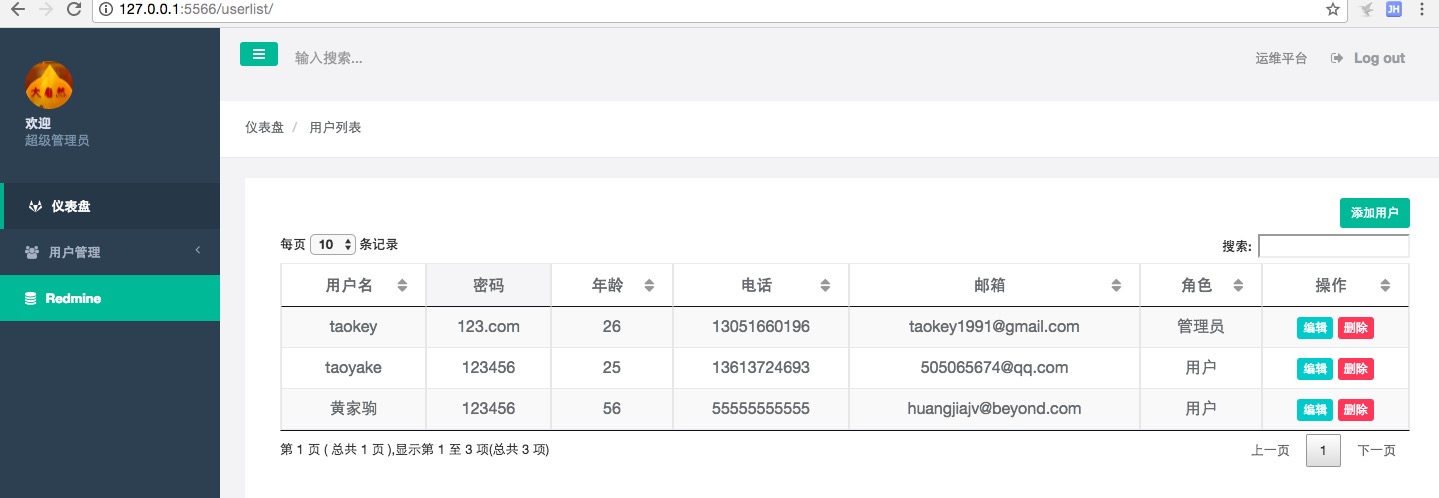 127.0.0.1:5566/userlist/
JH
输入搜索...
运维平台 Log out
大自然
欢迎
超级管理员
仪表盘 / 用户列表
仪表盘
用户管理
Redmine
添加用户
每页 10 条记录 搜索:
用户名 密码 年龄 电话 邮箱 角色 操作
taokey 123.com 26 13051660196 taokey1991@gmail.com 管理员 编辑 删除
taoyake 123456 25 13613724693 505065674@qq.com 用户 编辑 删除
黄家驹 123456 56 55555555555 huangjiajv@beyond.com 用户 编辑 删除
第 1 页 ( 总共 1 页 ),显示第 1 至 3 项(总共 3 项) 上一页 1 下一页